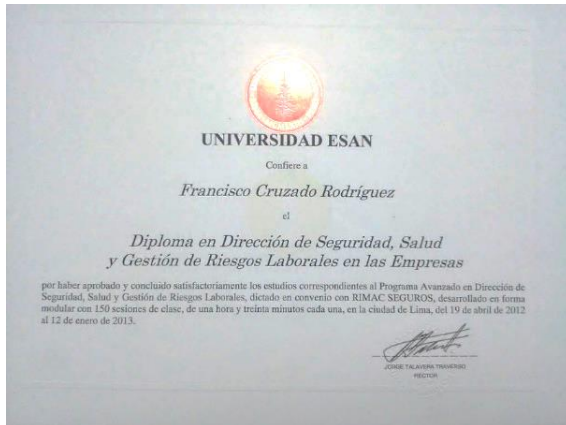 UNIVERSIDAD ESAN
Confiere a
Francisco Cruzado Rodríguez
el
Diploma en Dirección de Seguridad, Salud
y Gestión de Riesgos Laborales en las Empresas
por haber aprobado y concluido satisfactoriamente los estudios correspondientes al Programa Avanzado en Dirección de
Seguridad, Salud y Gestión de Riesgos Laborales, dictado en convenio con RIMAC SEGUROS, desarrollado en forma
modular con 150 sesiones de clase, de una hora y treinta minutos cada una, en la ciudad de Lima, del 19 de abril de 2012
al 12 de enero de 2013.
JORGE TALAVERA TRAVERSO
RECTOR